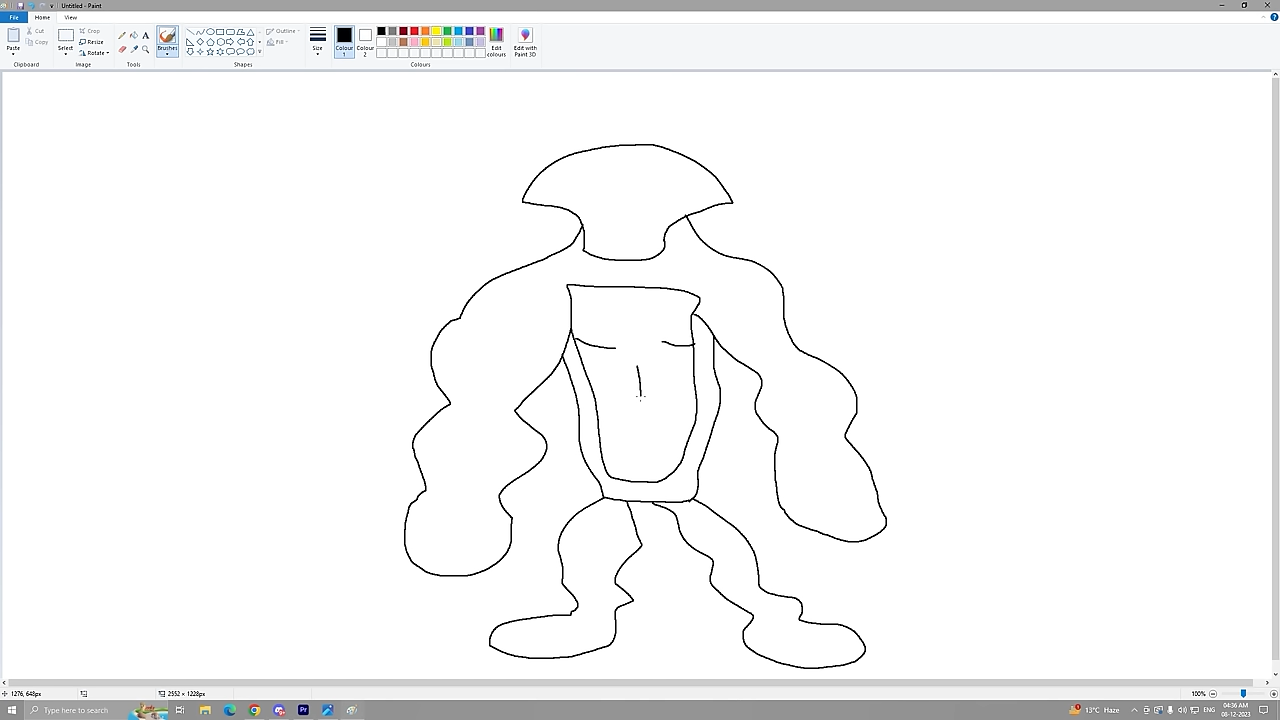 Untitled - Paint
File Home View
Paste
Cut
Copy
Clipboard
Select
Crop
Resize
Rotate
Image
Tools
Brushes
Outline
Fill
Shapes
Size
Colour 1
Colour 2
Edit colours
Edit with Paint 3D
Colours
1276, 648px
2552 × 1228px
100%
Type here to search
13°C Haze
ENG
04:36 AM
08-12-2023